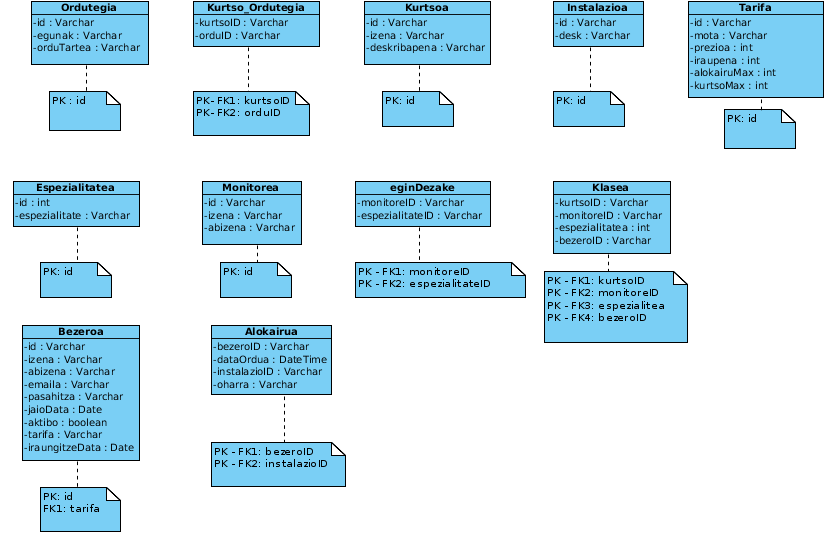 Ordutegia
-id : Varchar
-egunak : Varchar
-orduTartea : Varchar
PK : id
Kurtso_Ordutegia
-kurtsoID : Varchar
-orduID : Varchar
PK- FK1: kurtsoID
PK- FK2: orduID
Kurtsoa
-id : Varchar
-izena : Varchar
-deskribapena : Varchar
PK: id
Instalazioa
-id : Varchar
-desk : Varchar
PK: id
Tarifa
-id : Varchar
-mota : Varchar
-prezioa : int
-iraupena : int
-alokairuMax : int
-kurtsoMax : int
PK: id
Espezialitatea
-id : int
-espezialitate : Varchar
PK: id
Monitorea
-id : Varchar
-izena : Varchar
-abizena : Varchar
PK: id
eginDezake
-monitoreID : Varchar
-espezialitateID : Varchar
PK - FK1: monitoreID
PK - FK2: espezialitateID
Klasea
-kurtsoID : Varchar
-monitoreID : Varchar
-espezialitatea : int
-bezeroID : Varchar
PK - FK1: kurtsoID
PK - FK2: monitoreID
PK - FK3: espezialitea
PK - FK4: bezeroID
Bezeroa
-id : Varchar
-izena : Varchar
-abizena : Varchar
-emaila : Varchar
-pasahitza : Varchar
-jaioData : Date
-aktibo : boolean
-tarifa : Varchar
-iraungitzeData : Date
PK: id
FK1: tarifa
Alokairua
-bezeroID : Varchar
-dataOrdua : DateTime
-instalazioID : Varchar
-oharra : Varchar
PK - FK1: bezeroID
PK - FK2: instalazioID